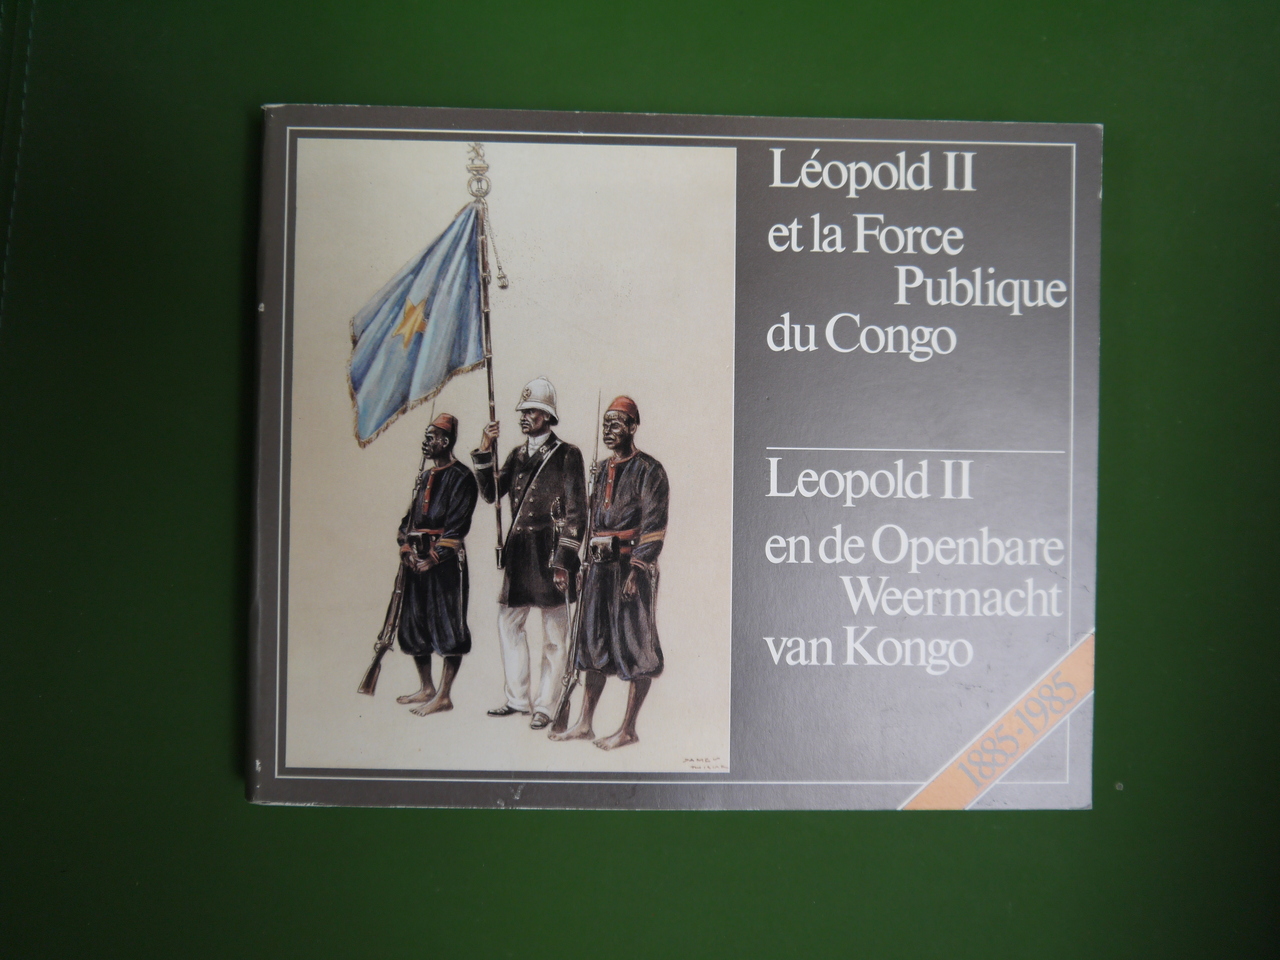 Léopold II
et la Force
Publique
du Congo
Leopold II
en de Openbare
Weermacht
van Kongo
1885-1985